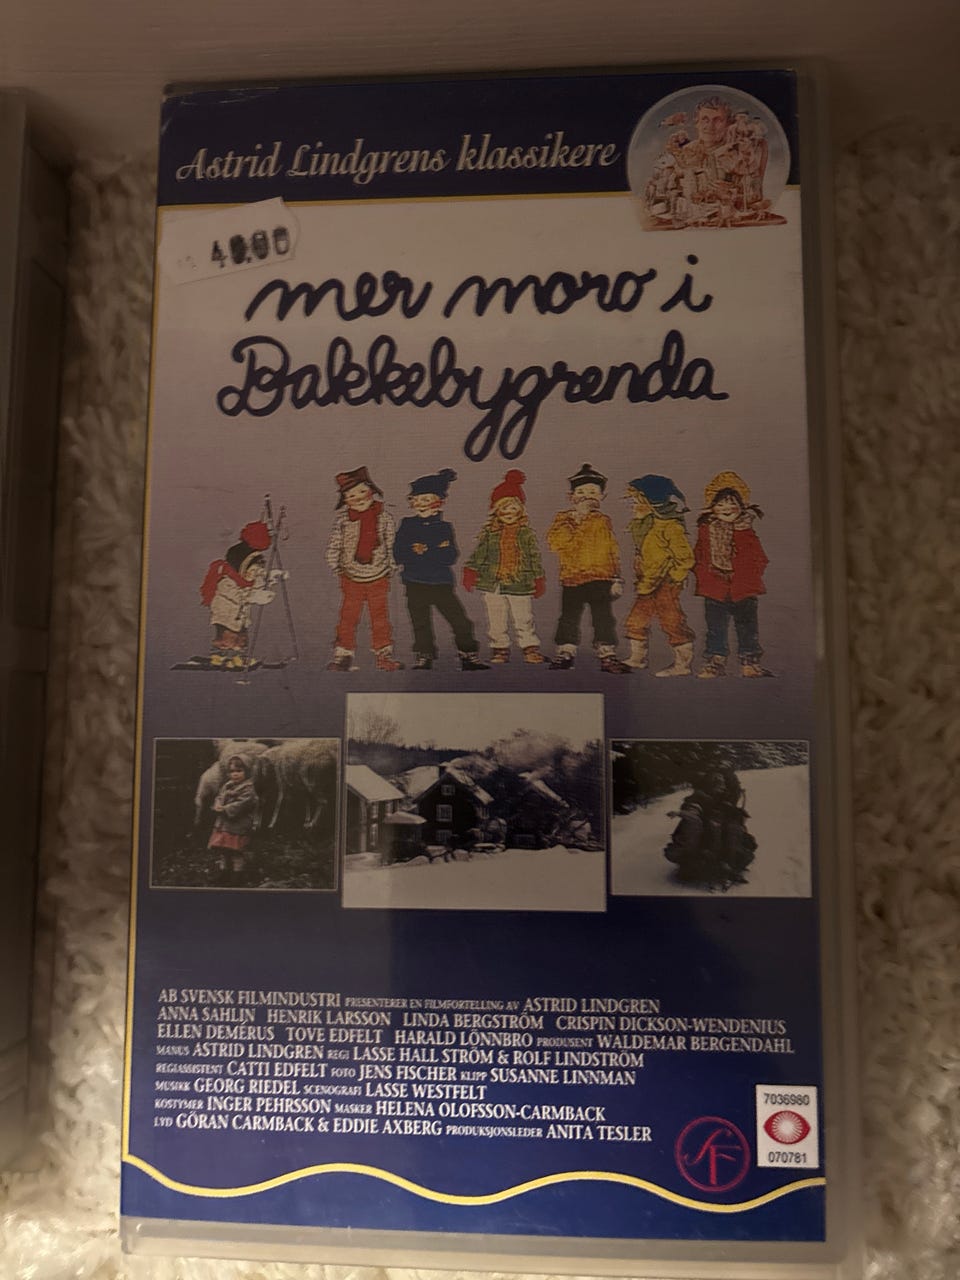 Astrid Lindgrens klassikere
40.00
mer moro i
Bakkebygrenda
AB SVENSK FILMINDUSTRI PRESENTERER EN FILMFORTELLING AV ASTRID LINDGREN
ANNA SAHLIN HENRIK LARSSON LINDA BERGSTRÖM CRISPIN DICKSON-WENDENIUS
ELLEN DEMÉRUS TOVE EDFELT HARALD LÖNNBRO PRODUSENT WALDEMAR BERGENDAHL
MANUS ASTRID LINDGREN REGI LASSE HALL STRÖM & ROLF LINDSTRÖM
REGIASSISTENT CATTI EDFELT FOTO JENS FISCHER KLIPP SUSANNE LINNMAN
MUSIKK GEORG RIEDEL SCENOGRAFI LASSE WESTFELT
KOSTYMER INGER PEHRSSON MASKER HELENA OLOFSSON-CARMBACK
LYD GÖRAN CARMBACK & EDDIE AXBERG PRODUKSJONSLEDER ANITA TESLER
SF
7036980
070781